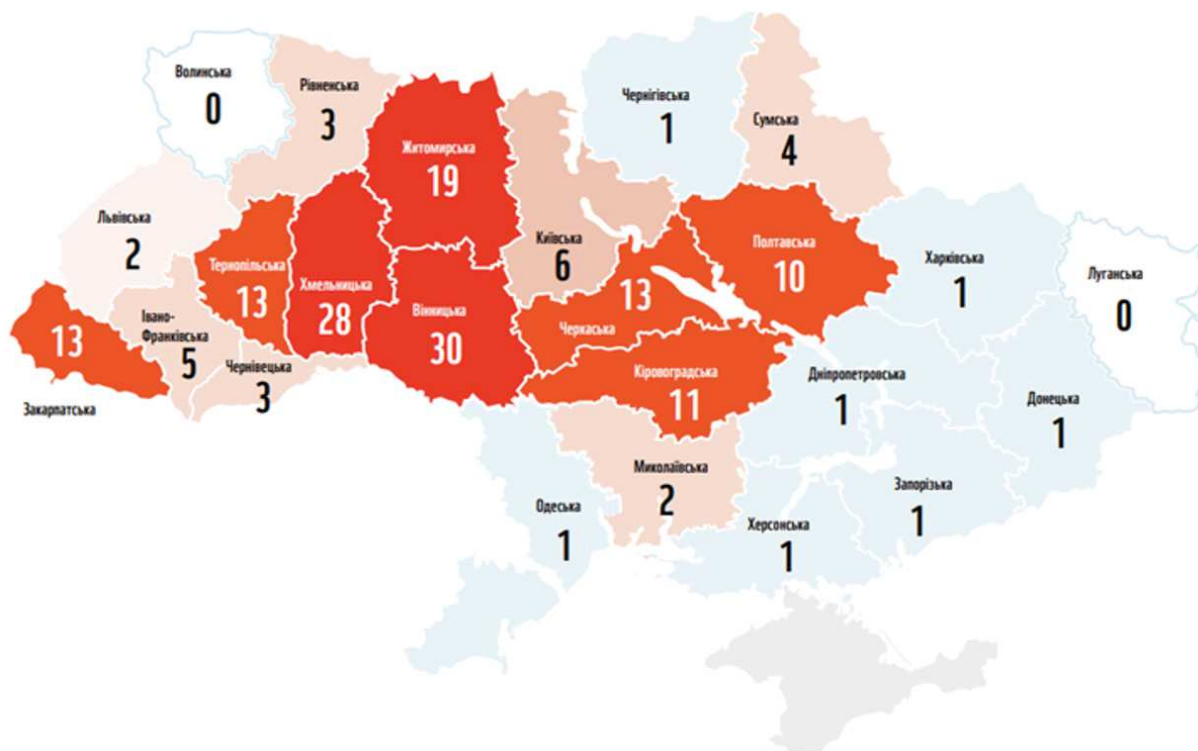 Волинська
0
Рівненська
3
Житомирська
19
Київська
6
Чернігівська
1
Сумська
4
Львівська
2
Тернопільська
13
Хмельницька
28
Вінницька
30
13
Черкаська
Полтавська
10
Харківська
1
Луганська
0
13
Закарпатська
Івано-
Франківська
5
Чернівецька
3
Кіровоградська
11
Дніпропетровська
1
Донецька
1
Одеська
1
Миколаївська
2
Херсонська
1
Запорізька
1